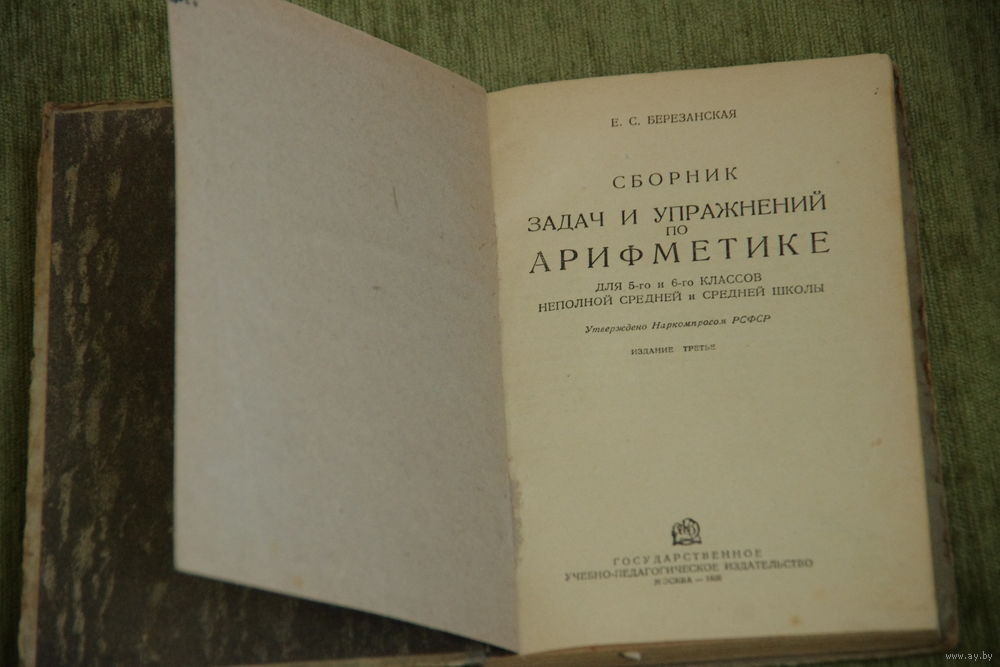 Е. С. БЕРЕЗАНСКАЯ
СБОРНИК
ЗАДАЧ И УПРАЖНЕНИЙ
ПО
АРИФМЕТИКЕ
ДЛЯ 5-го и 6-го КЛАССОВ
НЕПОЛНОЙ СРЕДНЕЙ и СРЕДНЕЙ ШКОЛЫ
Утверждено Наркомпросом РСФСР
ИЗДАНИЕ ТРЕТЬЕ
ГОСУДАРСТВЕННОЕ
УЧЕБНО-ПЕДАГОГИЧЕСКОЕ ИЗДАТЕЛЬСТВО
МОСКВА —
www.ay.by